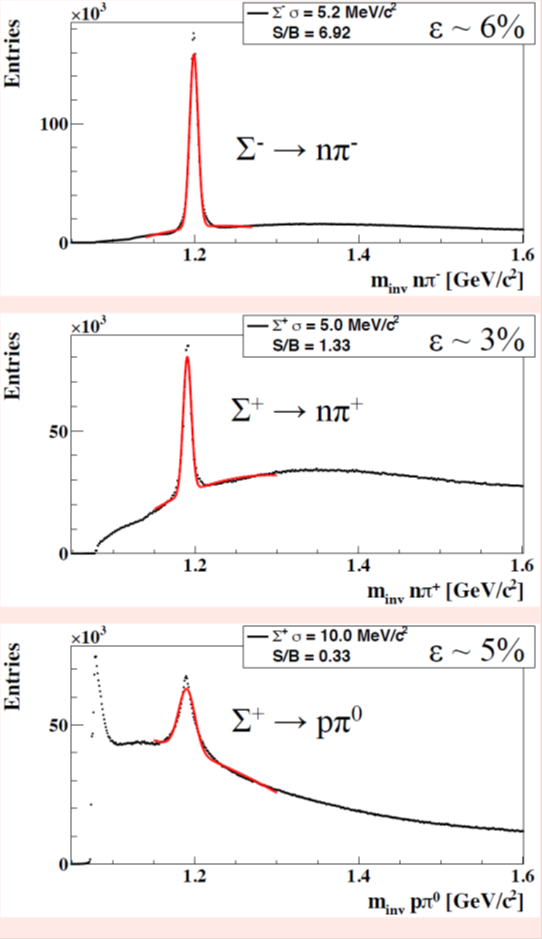 ×10³
Entries
Σ⁻ σ = 5.2 MeV/c²
S/B = 6.92
ε ~ 6%
Σ⁻ → nπ⁻
100
0
1.2 1.4 1.6
m_inv nπ⁻ [GeV/c²]
×10³
Entries
Σ⁺ σ = 5.0 MeV/c²
S/B = 1.33
ε ~ 3%
Σ⁺ → nπ⁺
50
0
1.2 1.4 1.6
m_inv nπ⁺ [GeV/c²]
×10³
Entries
Σ⁺ σ = 10.0 MeV/c²
S/B = 0.33
ε ~ 5%
Σ⁺ → pπ⁰
50
0
1.2 1.4 1.6
m_inv pπ⁰ [GeV/c²]